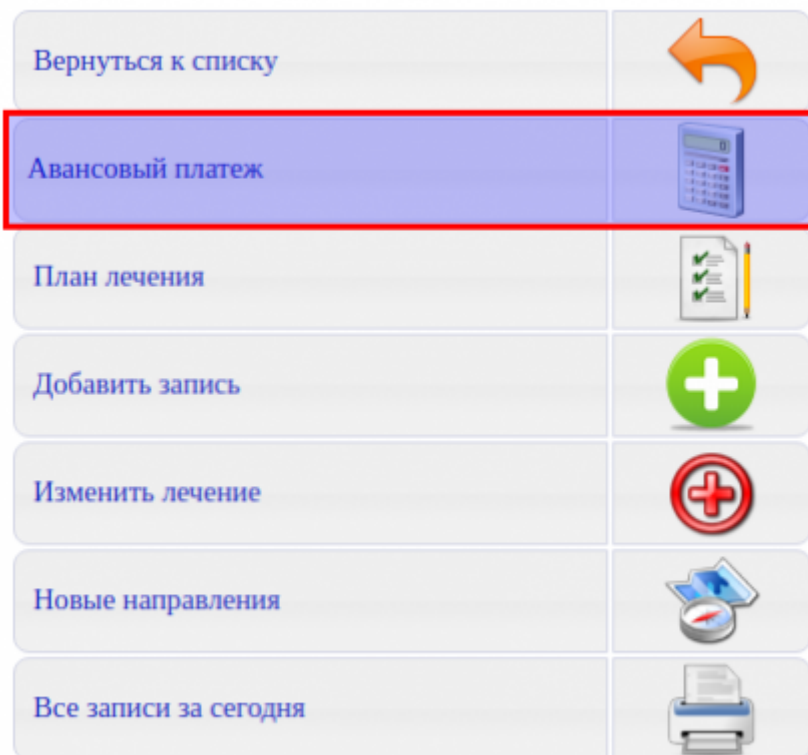 Вернуться к списку
Авансовый платеж
План лечения
Добавить запись
Изменить лечение
Новые направления
Все записи за сегодня